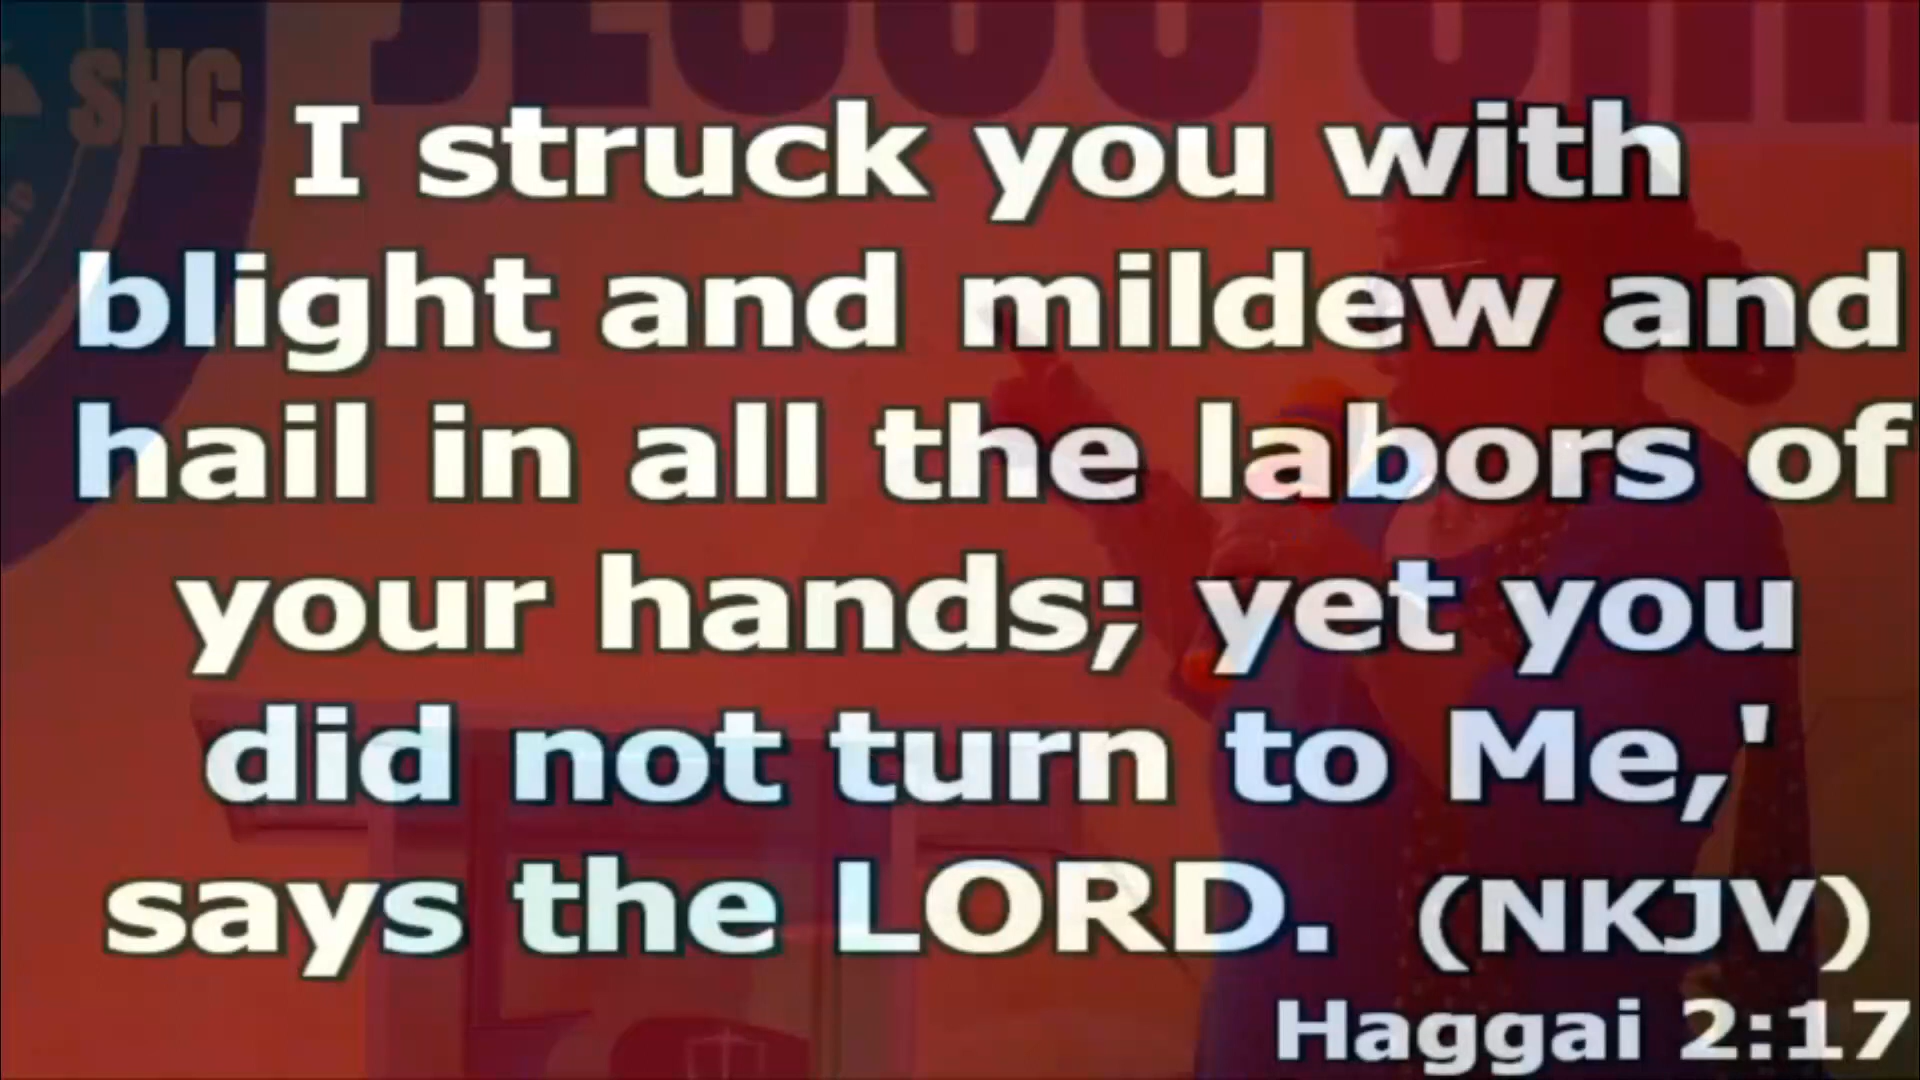 SHC
I struck you with
blight and mildew and
hail in all the labors of
your hands; yet you
did not turn to Me,'
says the LORD. (NKJV)
Haggai 2:17